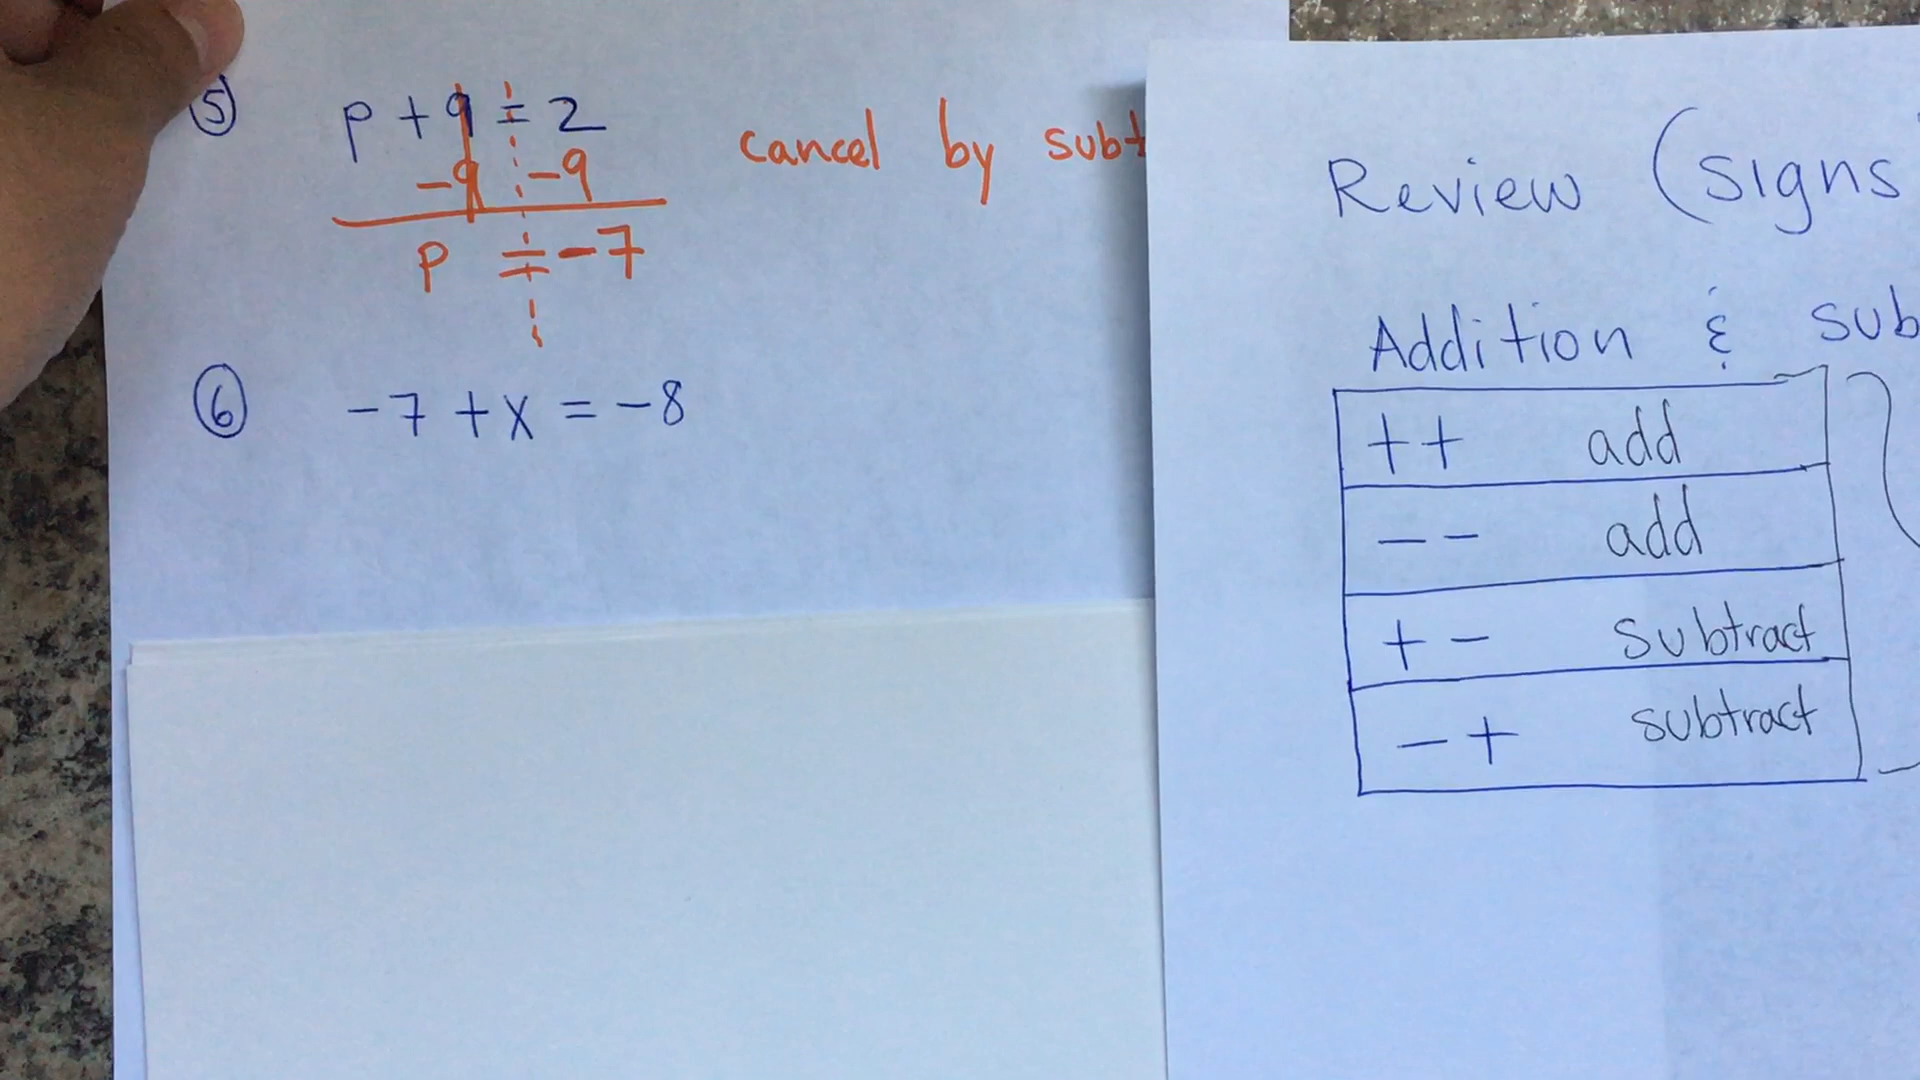 5 p + 9 = 2
cancel by subt
-9 -9
p = -7
6 -7 + x = -8
Review (signs
Addition & sub
++ add
-- add
+- subtract
-+ subtract